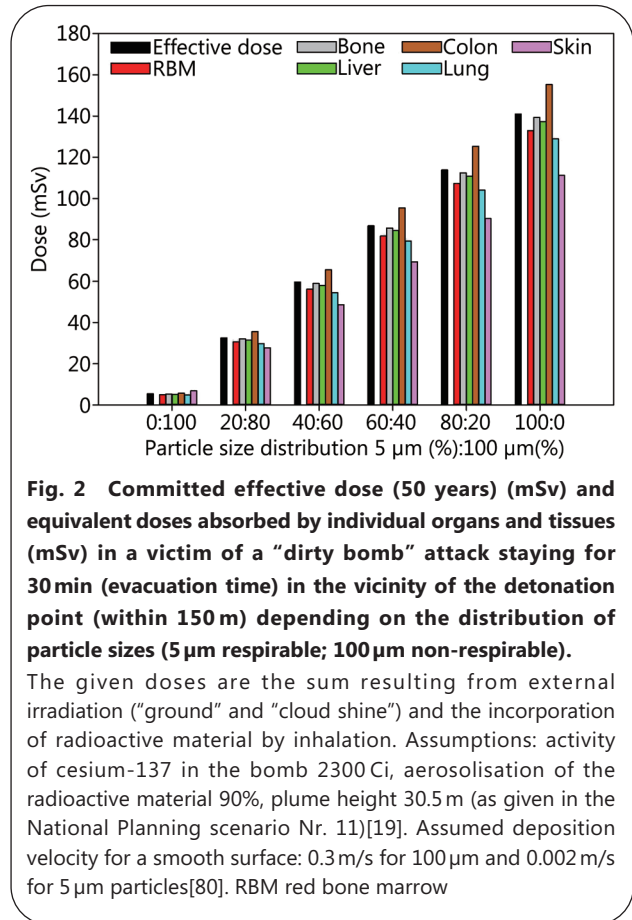 180
160
140
120
100
80
60
40
20
0
Dose (mSv)
Effective dose Bone Colon Skin
RBM Liver Lung
0:100 20:80 40:60 60:40 80:20 100:0
Particle size distribution 5 μm (%):100 μm(%)
Fig. 2 Committed effective dose (50 years) (mSv) and
equivalent doses absorbed by individual organs and tissues
(mSv) in a victim of a “dirty bomb” attack staying for
30 min (evacuation time) in the vicinity of the detonation
point (within 150 m) depending on the distribution of
particle sizes (5 μm respirable; 100 μm non-respirable).
The given doses are the sum resulting from external
irradiation (“ground” and “cloud shine”) and the incorporation
of radioactive material by inhalation. Assumptions: activity
of cesium-137 in the bomb 2300 Ci, aerosolisation of the
radioactive material 90%, plume height 30.5 m (as given in the
National Planning scenario Nr. 11)[19]. Assumed deposition
velocity for a smooth surface: 0.3 m/s for 100 μm and 0.002 m/s
for 5 μm particles[80]. RBM red bone marrow